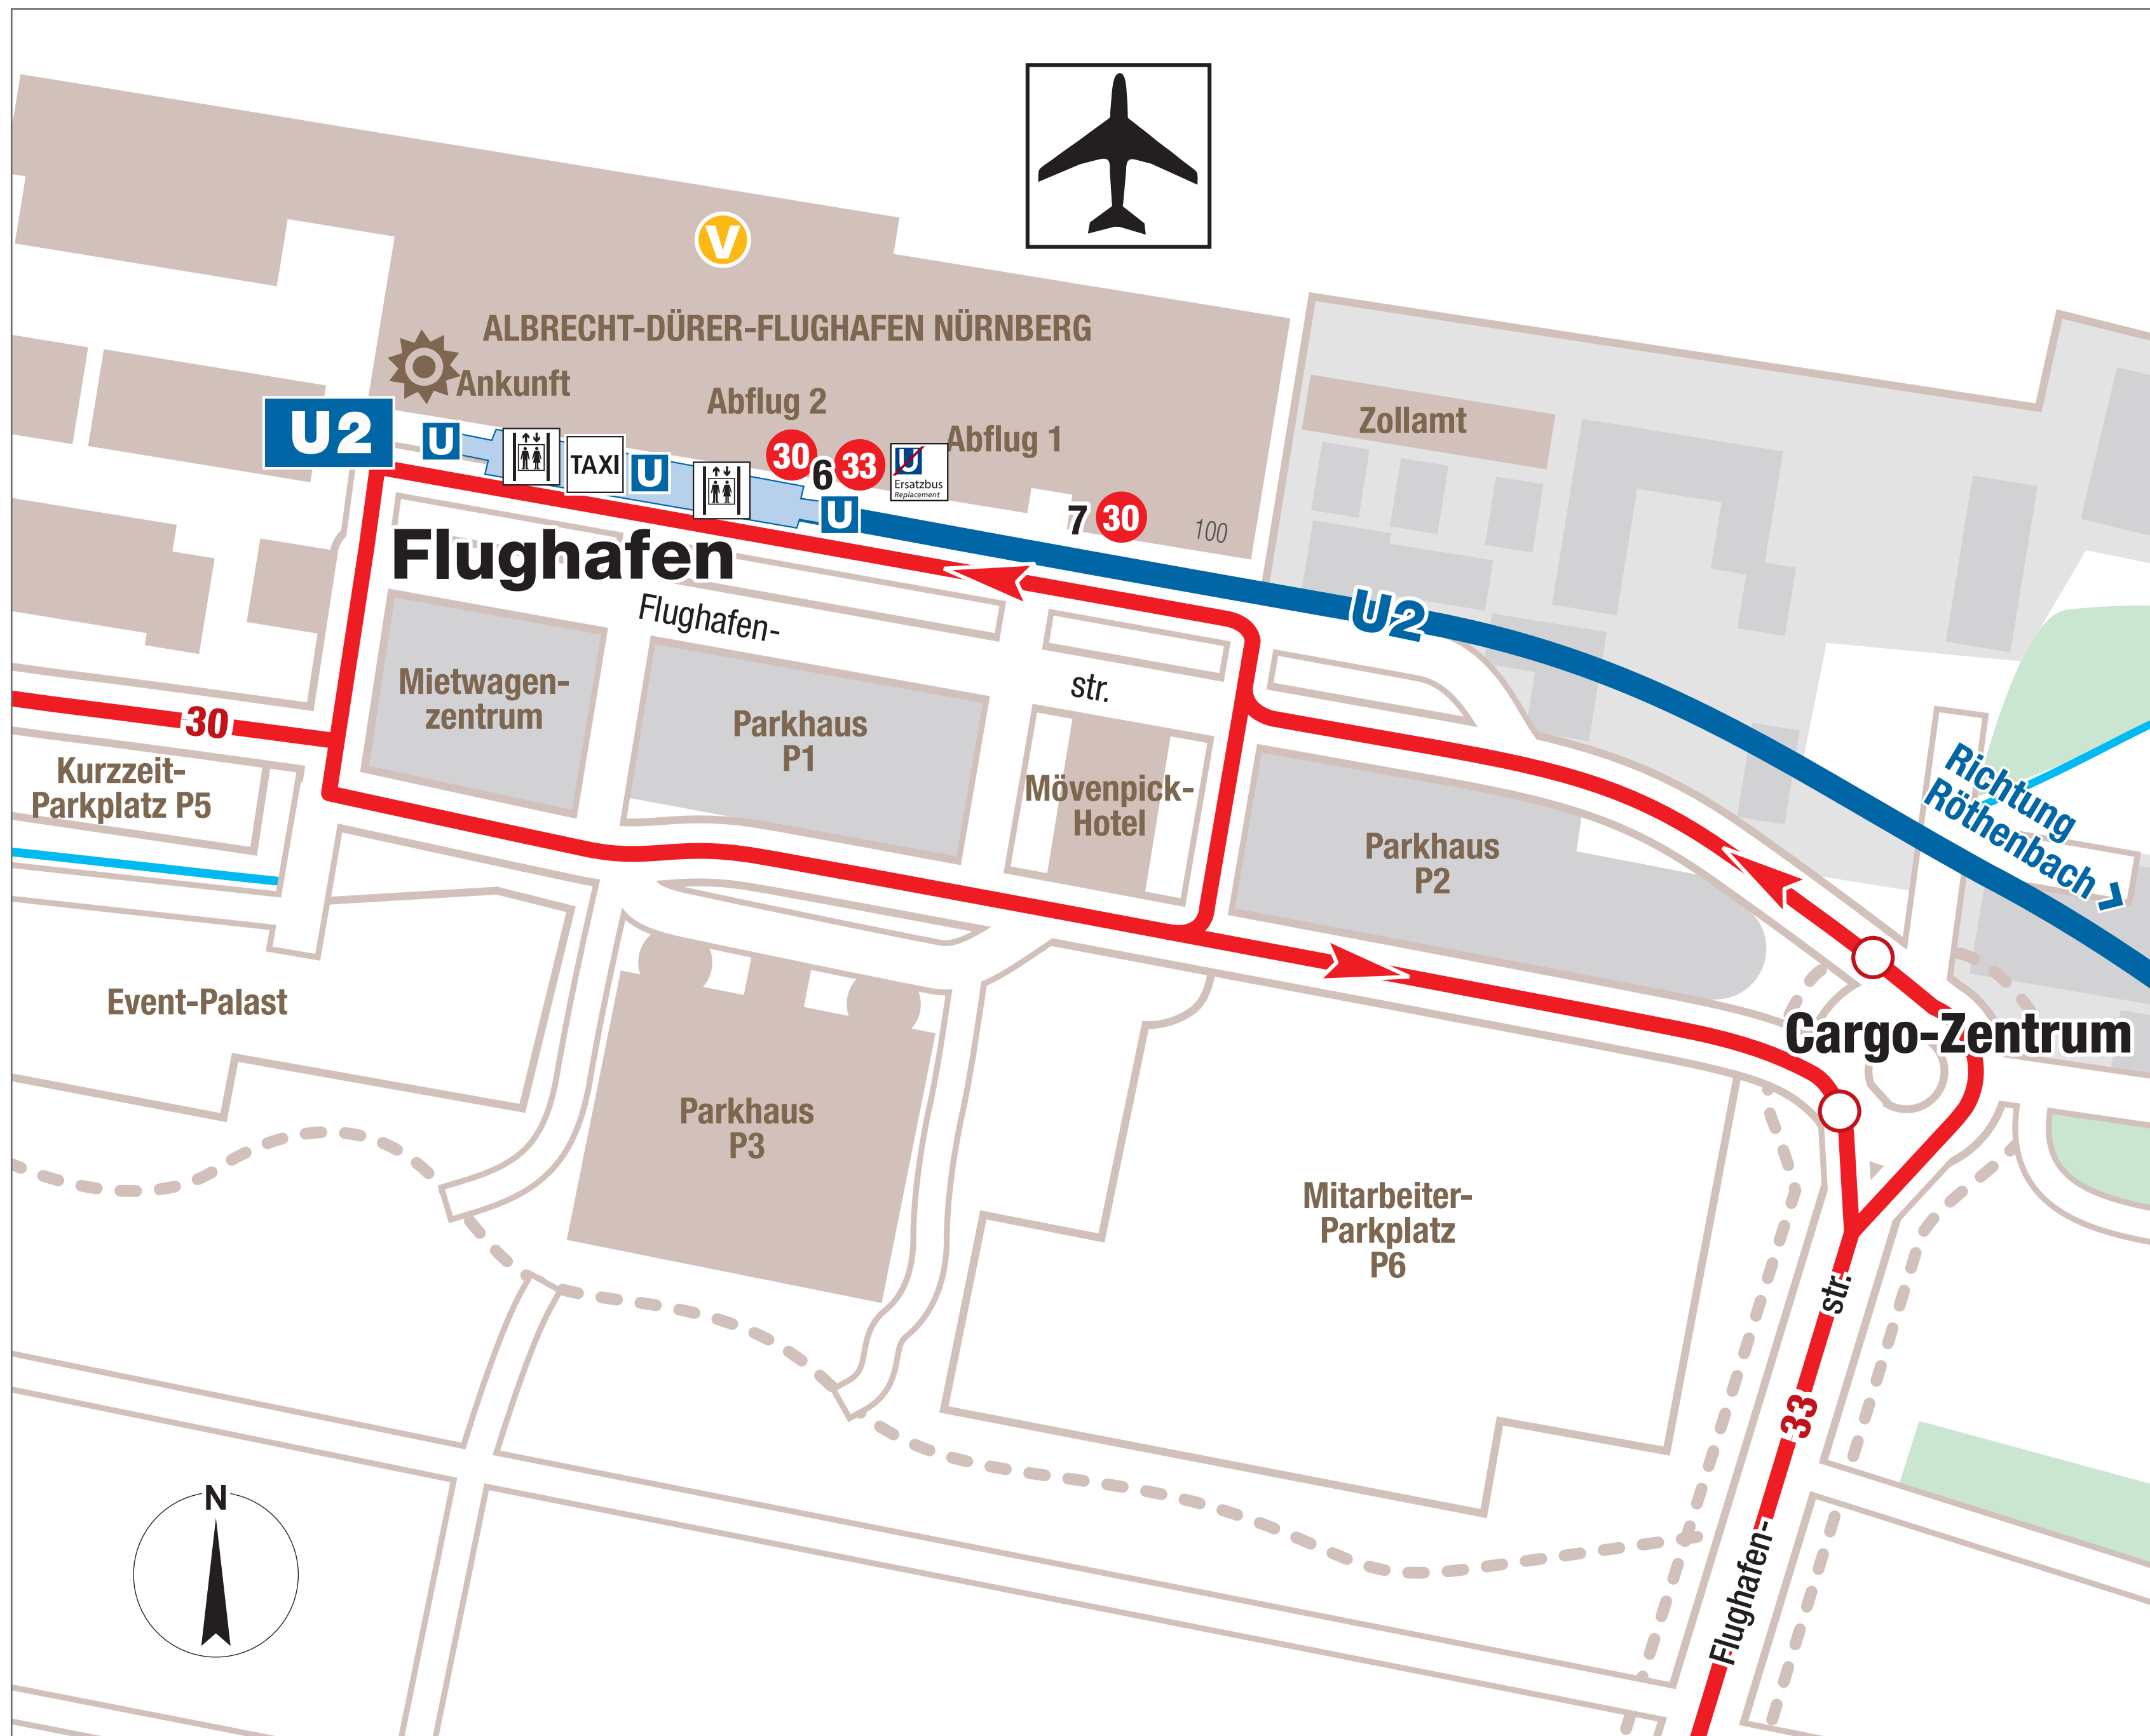 V
ALBRECHT-DÜRER-FLUGHAFEN NÜRNBERG
Ankunft
Abflug 2
Abflug 1
Zollamt
U2
U
TAXI
U
30
6
33
U
Ersatzbus
Replacement
U
7
30
100
Flughafen
U2
Flughafen-
str.
Mietwagen-
zentrum
Parkhaus
P1
30
Kurzzeit-
Parkplatz P5
Mövenpick-
Hotel
Parkhaus
P2
Richtung
Röthenbach
Event-Palast
Cargo-Zentrum
Parkhaus
P3
Mitarbeiter-
Parkplatz
P6
str.
33
Flughafen-
N